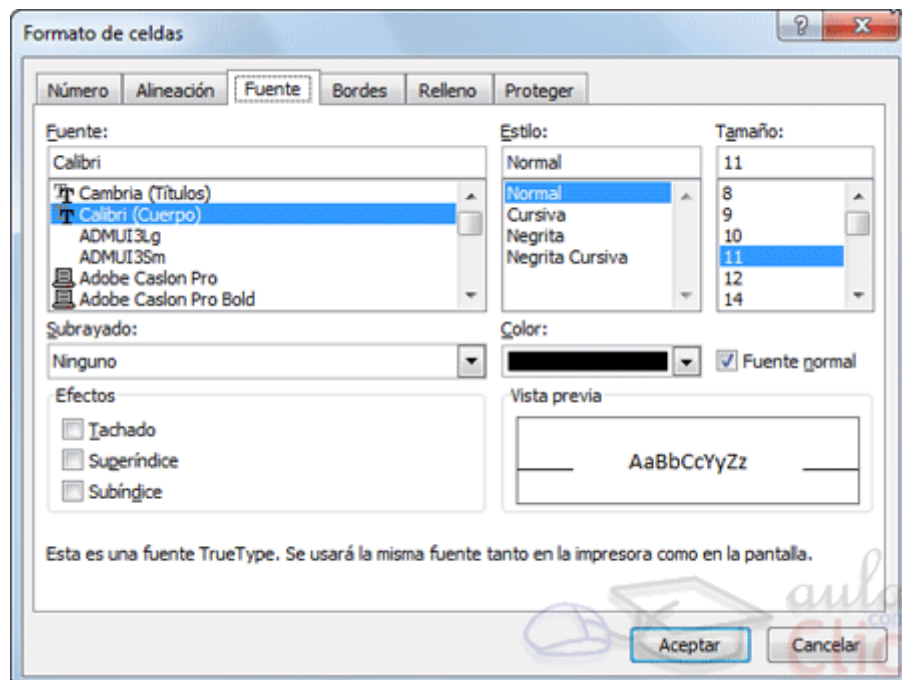 Formato de celdas
Número Alineación Fuente Bordes Relleno Proteger
Fuente: Estilo: Tamaño:
Calibri Normal 11
Cambria (Títulos) Normal 8
Calibri (Cuerpo) Cursiva 9
ADMUI3Lg Negrita 10
ADMUI3Sm Negrita Cursiva 11
Adobe Caslon Pro 12
Adobe Caslon Pro Bold 14
Subrayado: Color:
Ninguno Fuente normal
Efectos Vista previa
Tachado
Superíndice AaBbCcYyZz
Subíndice
Esta es una fuente TrueType. Se usará la misma fuente tanto en la impresora como en la pantalla.
aula
Clic
.com
Aceptar Cancelar